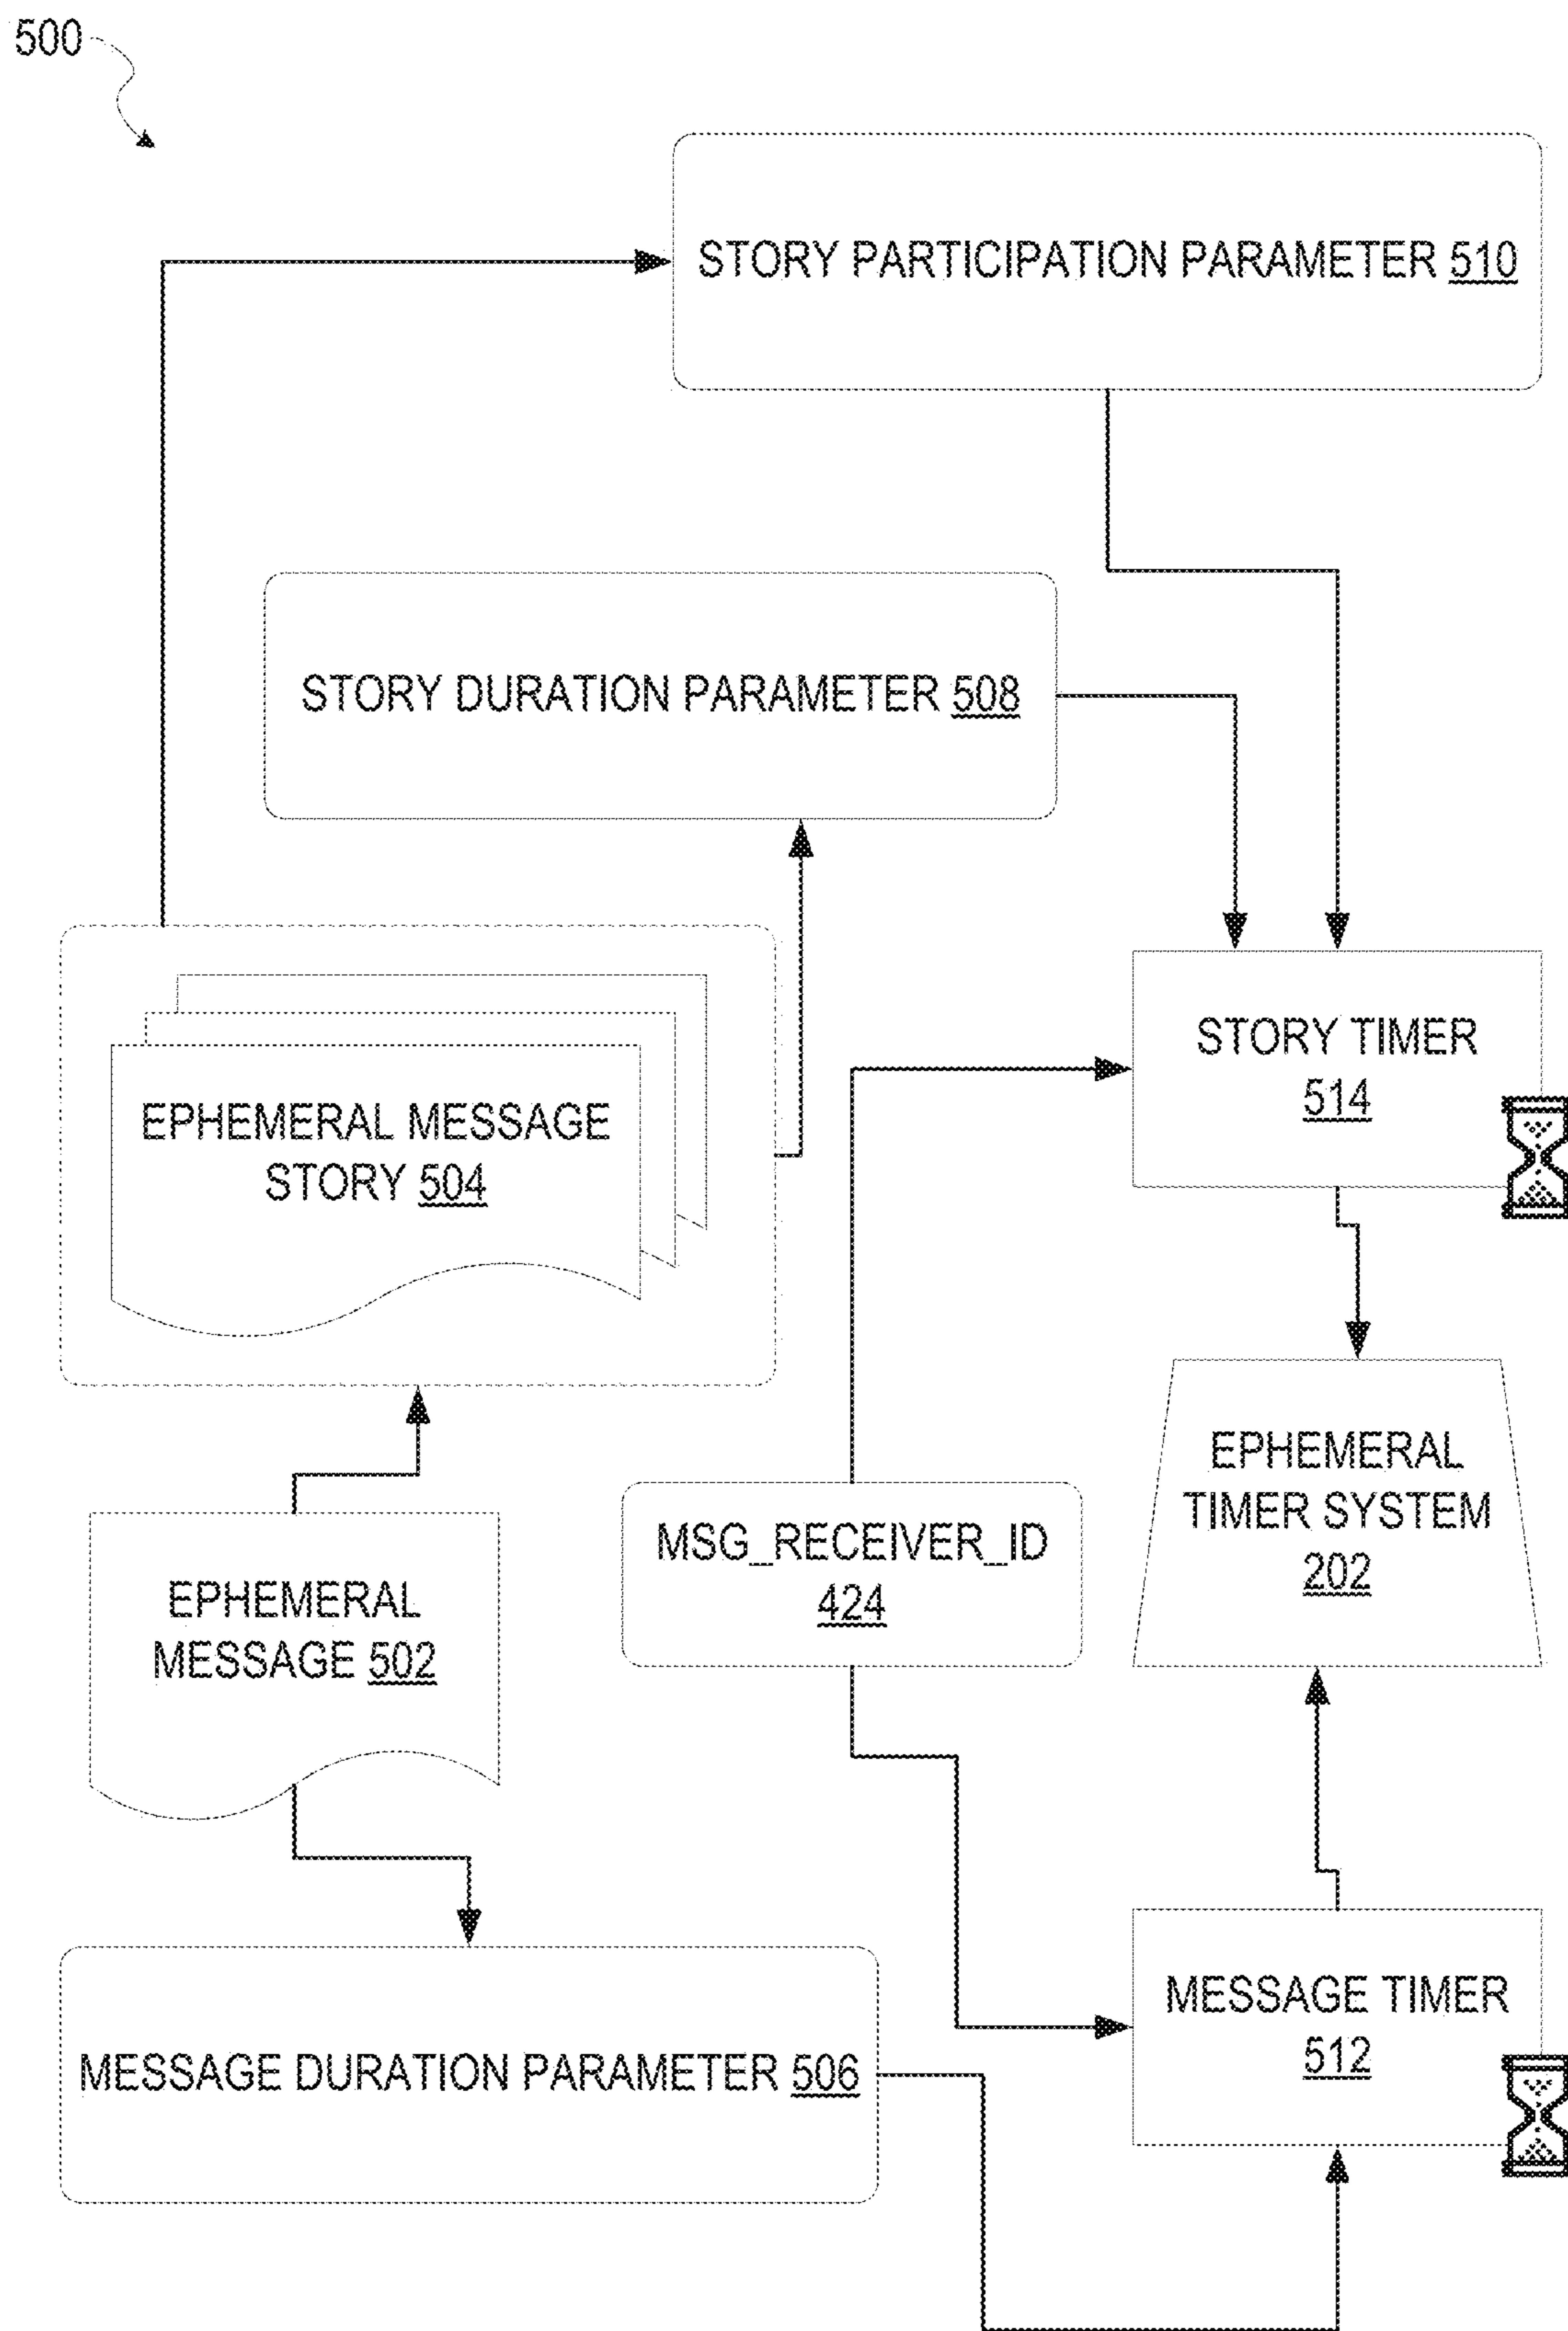 500
STORY PARTICIPATION PARAMETER 510
STORY DURATION PARAMETER 508
EPHEMERAL MESSAGE
STORY 504
STORY TIMER
514
EPHEMERAL
TIMER SYSTEM
202
MSG_RECEIVER_ID
424
EPHEMERAL
MESSAGE 502
MESSAGE TIMER
512
MESSAGE DURATION PARAMETER 506